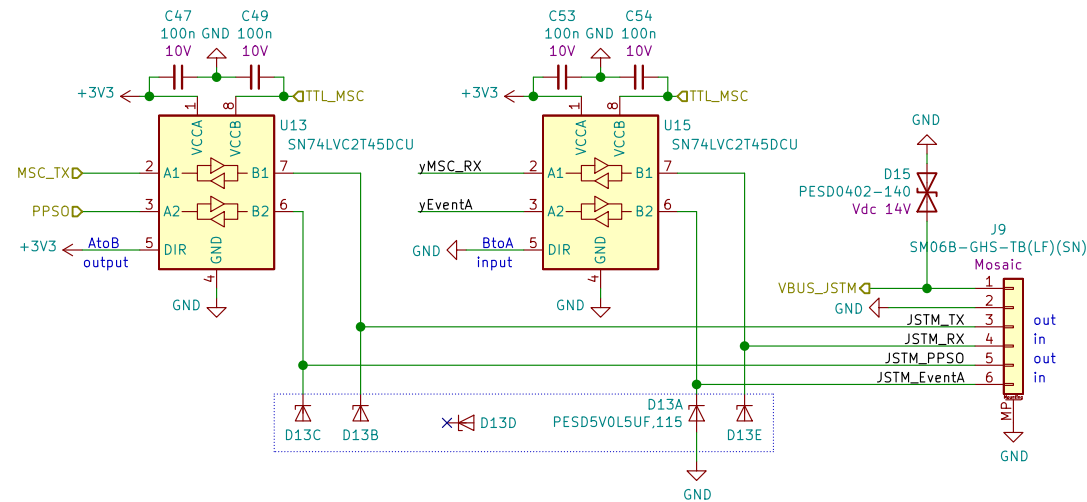 C47
100n
10V
GND
C49
100n
10V
+3V3
TTL_MSC
1
8
VCCA
VCCB
U13
SN74LVC2T45DCU
MSC_TX
2
A1
B1
7
PPSO
3
A2
B2
6
+3V3
AtoB
output
5
DIR
GND
4
GND
C53
100n
10V
GND
C54
100n
10V
+3V3
TTL_MSC
1
8
VCCA
VCCB
U15
SN74LVC2T45DCU
yMSC_RX
2
A1
B1
7
yEventA
3
A2
B2
6
GND
BtoA
input
5
DIR
GND
4
GND
GND
D15
PESD0402-140
Vdc 14V
J9
SM06B-GHS-TB(LF)(SN)
Mosaic
VBUS_JSTM
1
GND
2
JSTM_TX
3
out
JSTM_RX
4
in
JSTM_PPSO
5
out
JSTM_EventA
6
in
MP
GND
D13C
D13B
D13D
D13A
PESD5V0L5UF,115
D13E
GND